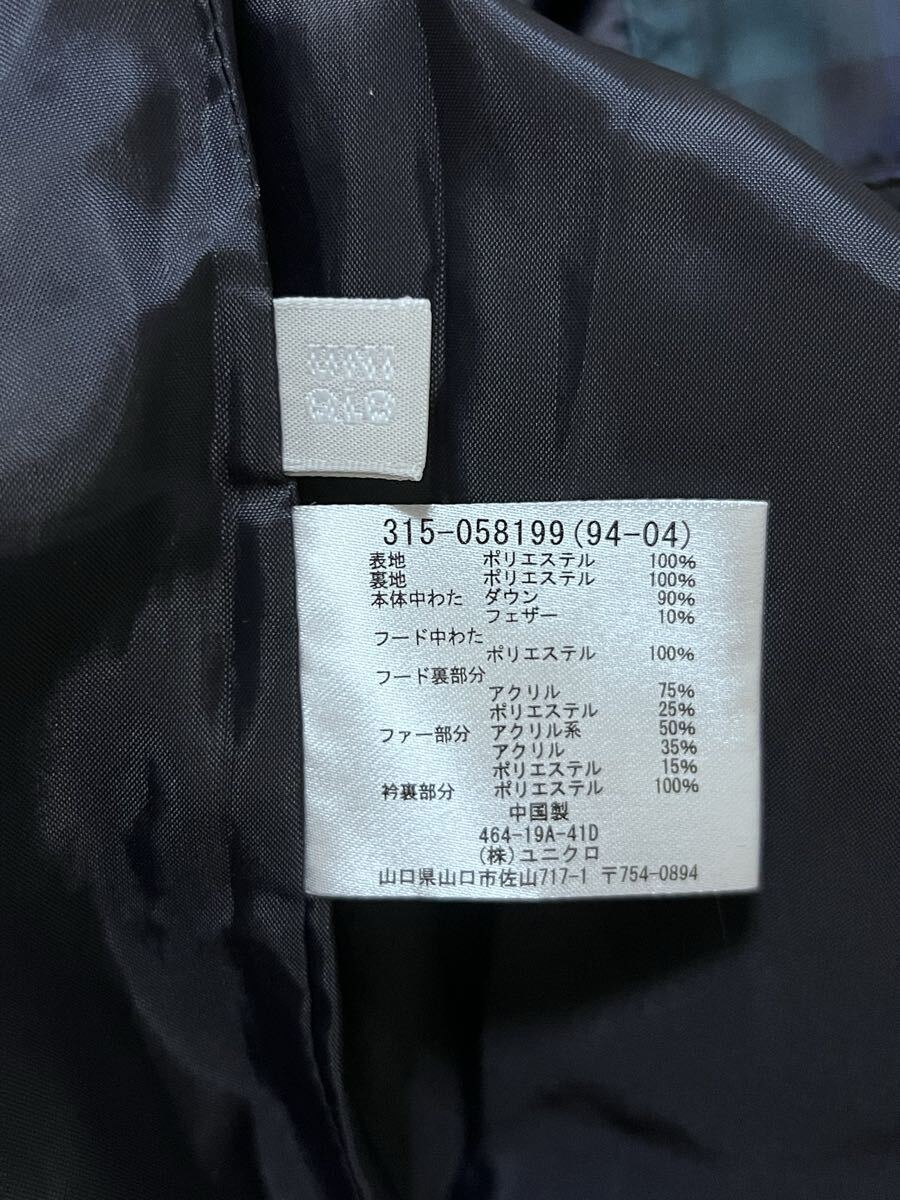 315-058199(94-04)
表地 ポリエステル 100%
裏地 ポリエステル 100%
本体中わた ダウン 90%
フェザー 10%
フード中わた
ポリエステル 100%
フード裏部分
アクリル 75%
ポリエステル 25%
ファー部分 アクリル系 50%
アクリル 35%
ポリエステル 15%
衿裏部分 ポリエステル 100%
中国製
464-19A-41D
(株)ユニクロ
山口県山口市佐山717-1 〒754-0894